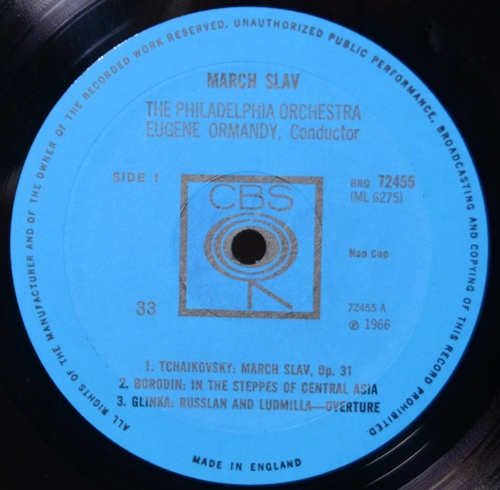 ALL RIGHTS OF THE MANUFACTURER AND OF THE OWNER OF THE RECORDED WORK RESERVED. UNAUTHORIZED PUBLIC PERFORMANCE, BROADCASTING AND COPYING OF THIS RECORD PROHIBITED.
MARCH SLAV
THE PHILADELPHIA ORCHESTRA
EUGENE ORMANDY, Conductor
SIDE 1
CBS
BRG 72455
(ML 6275)
Non Cop
33
72455 A
℗ 1966
1. TCHAIKOVSKY: MARCH SLAV, Op. 31
2. BORODIN: IN THE STEPPES OF CENTRAL ASIA
3. GLINKA: RUSSLAN AND LUDMILLA—OVERTURE
MADE IN ENGLAND